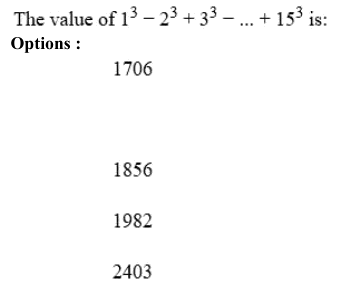 The value of 1³ − 2³ + 3³ − ... + 15³ is:
Options :
1706
1856
1982
2403